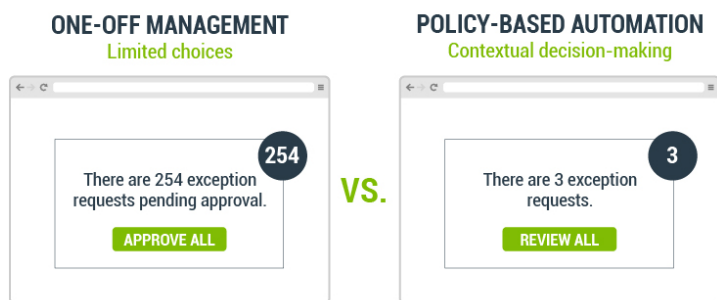 ONE-OFF MANAGEMENT
Limited choices
254
There are 254 exception
requests pending approval.
APPROVE ALL
VS.
POLICY-BASED AUTOMATION
Contextual decision-making
3
There are 3 exception
requests.
REVIEW ALL